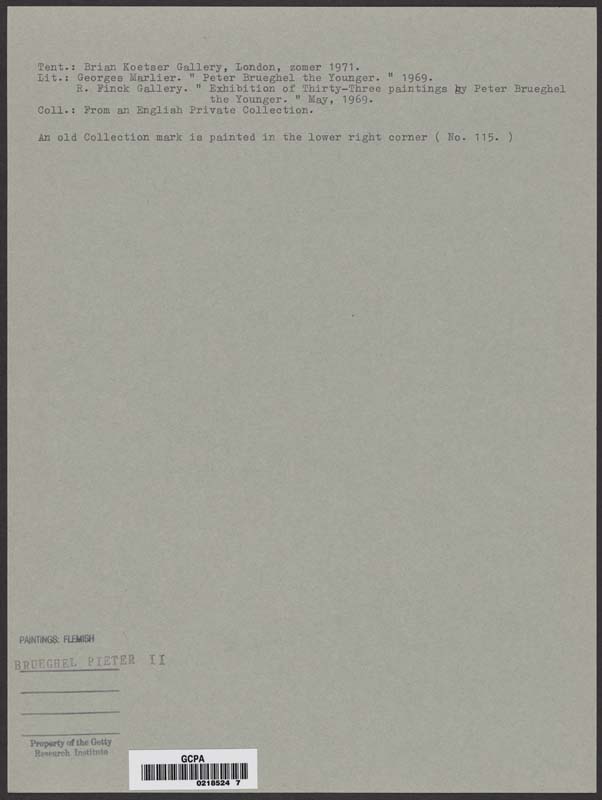 Tent.: Brian Koetser Gallery, London, zomer 1971.
Lit.: Georges Marlier. " Peter Brueghel the Younger. " 1969.
R. Finck Gallery. " Exhibition of Thirty-Three paintings by Peter Brueghel
the Younger. " May, 1969.
Coll.: From an English Private Collection.
An old Collection mark is painted in the lower right corner ( No. 115. )
PAINTINGS: FLEMISH
BRUEGHEL PIETER II
Property of the Getty
Research Institute
GCPA
0218524 7